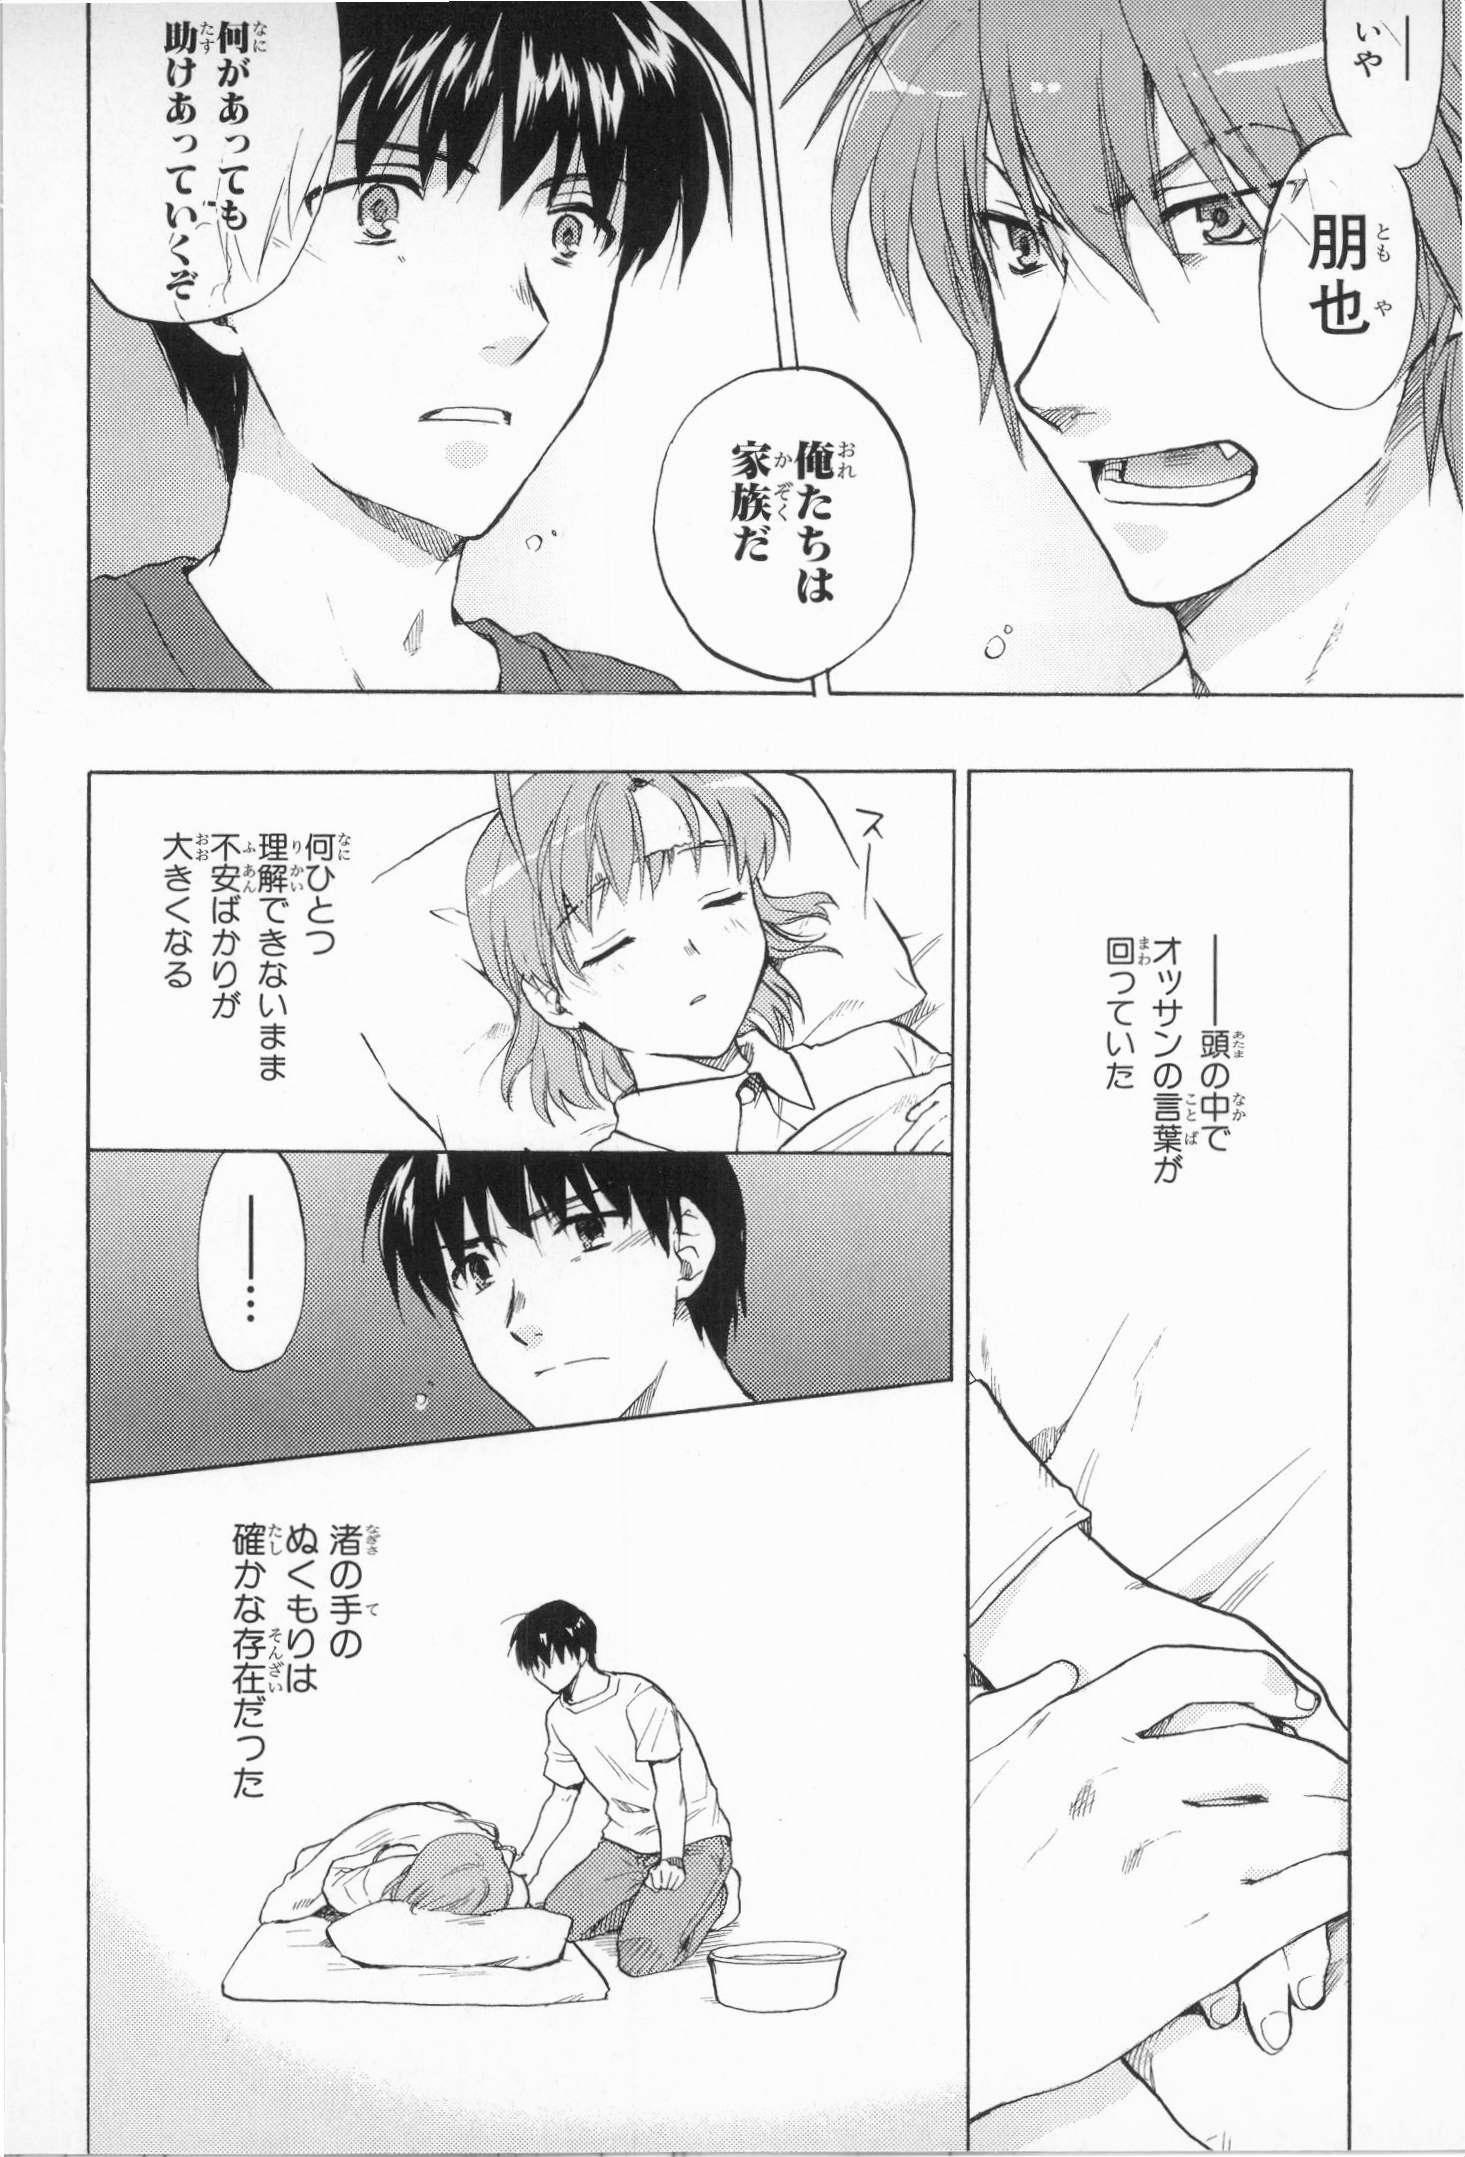 ――いや
朋也
俺たちは
家族だ
何があっても
助けあっていくぞ
――頭の中で
オッサンの言葉が
回っていた
スー
何ひとつ
理解できないまま
不安ばかりが
大きくなる
――…
渚の手の
ぬくもりは
確かな存在だった